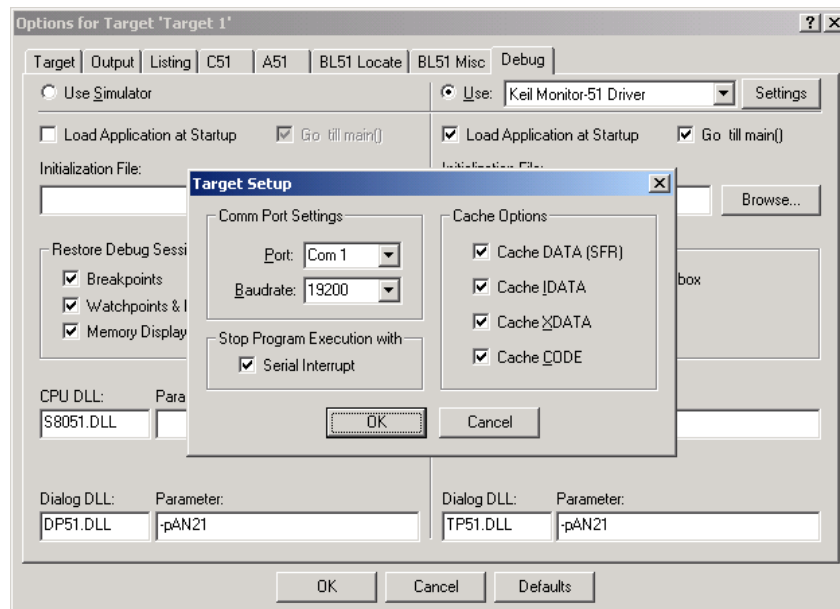 Options for Target 'Target 1'
Target Output Listing C51 A51 BL51 Locate BL51 Misc Debug
Use Simulator
Use: Keil Monitor-51 Driver Settings
Load Application at Startup Go till main()
Load Application at Startup Go till main()
Initialization File:
Browse...
Target Setup
Comm Port Settings
Port: Com 1
Baudrate: 19200
Stop Program Execution with
Serial Interrupt
Cache Options
Cache DATA (SFR)
Cache IDATA
Cache XDATA
Cache CODE
OK Cancel
Restore Debug
Breakpoints
Watchpoints &
Memory Display
box
CPU DLL:
S8051.DLL
Dialog DLL: Parameter:
DP51.DLL -pAN21
Dialog DLL: Parameter:
TP51.DLL -pAN21
OK Cancel Defaults